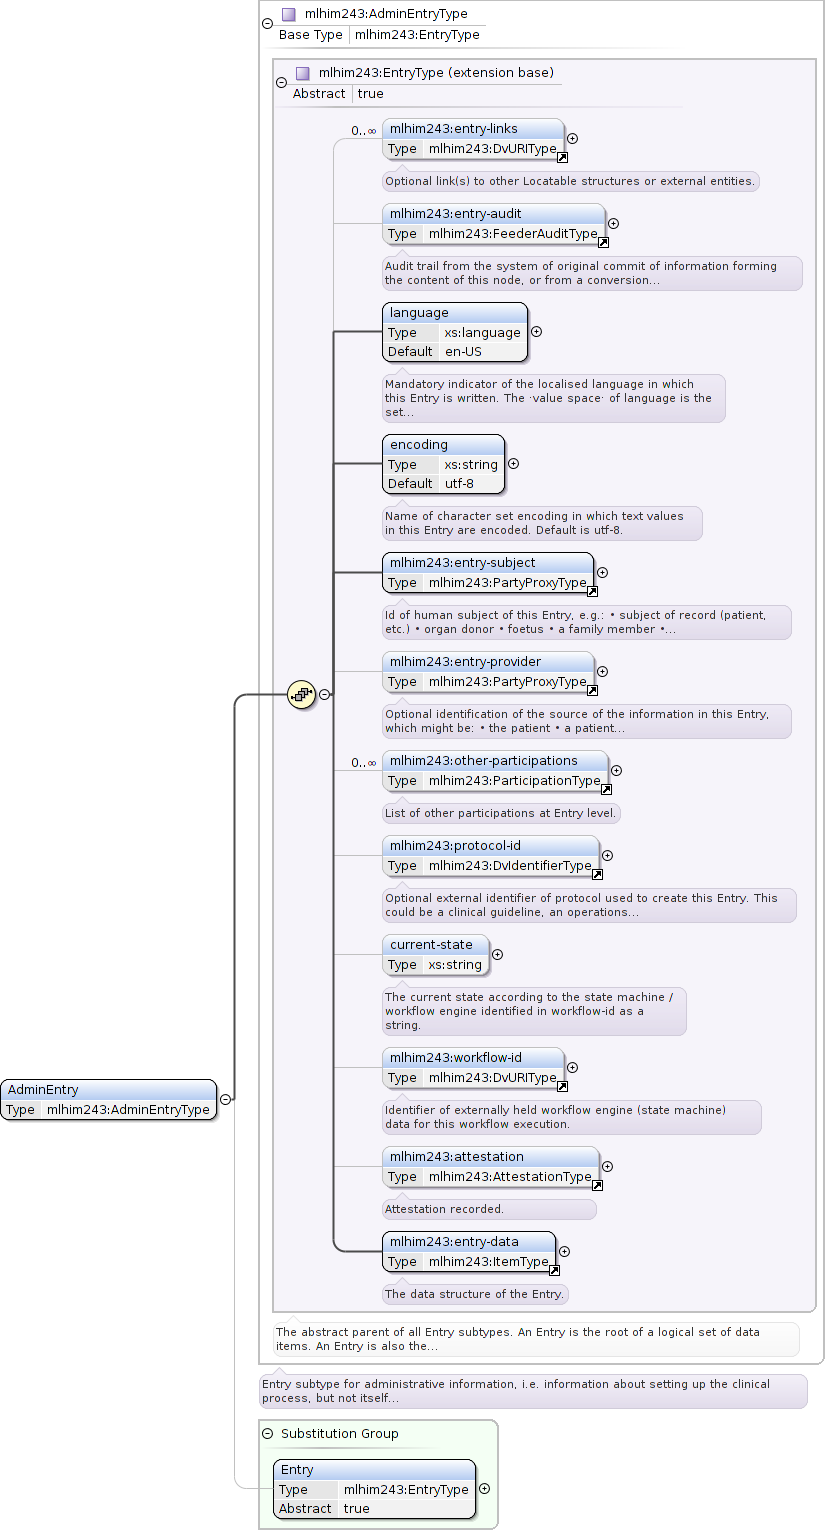 mlhim243:AdminEntryType
Base Type mlhim243:EntryType
mlhim243:EntryType (extension base)
Abstract true
0..∞
mlhim243:entry-links
Type mlhim243:DvURIType
Optional link(s) to other Locatable structures or external entities.
mlhim243:entry-audit
Type mlhim243:FeederAuditType
Audit trail from the system of original commit of information forming
the content of this node, or from a conversion...
language
Type xs:language
Default en-US
Mandatory indicator of the localised language in which
this Entry is written. The ·value space· of language is the
set...
encoding
Type xs:string
Default utf-8
Name of character set encoding in which text values
in this Entry are encoded. Default is utf-8.
mlhim243:entry-subject
Type mlhim243:PartyProxyType
Id of human subject of this Entry, e.g.: • subject of record (patient,
etc.) • organ donor • foetus • a family member •...
mlhim243:entry-provider
Type mlhim243:PartyProxyType
Optional identification of the source of the information in this Entry,
which might be: • the patient • a patient...
0..∞
mlhim243:other-participations
Type mlhim243:ParticipationType
List of other participations at Entry level.
mlhim243:protocol-id
Type mlhim243:DvIdentifierType
Optional external identifier of protocol used to create this Entry. This
could be a clinical guideline, an operations...
current-state
Type xs:string
The current state according to the state machine /
workflow engine identified in workflow-id as a
string.
mlhim243:workflow-id
Type mlhim243:DvURIType
Identifier of externally held workflow engine (state machine)
data for this workflow execution.
mlhim243:attestation
Type mlhim243:AttestationType
Attestation recorded.
mlhim243:entry-data
Type mlhim243:ItemType
The data structure of the Entry.
The abstract parent of all Entry subtypes. An Entry is the root of a logical set of data
items. An Entry is also the...
Entry subtype for administrative information, i.e. information about setting up the clinical
process, but not itself...
AdminEntry
Type mlhim243:AdminEntryType
Substitution Group
Entry
Type mlhim243:EntryType
Abstract true